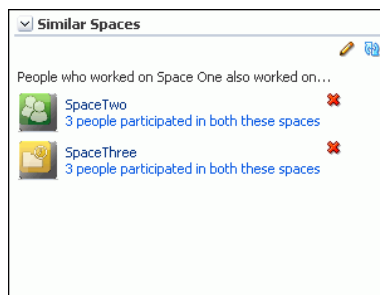 Similar Spaces
People who worked on Space One also worked on...
SpaceTwo
3 people participated in both these spaces
SpaceThree
3 people participated in both these spaces